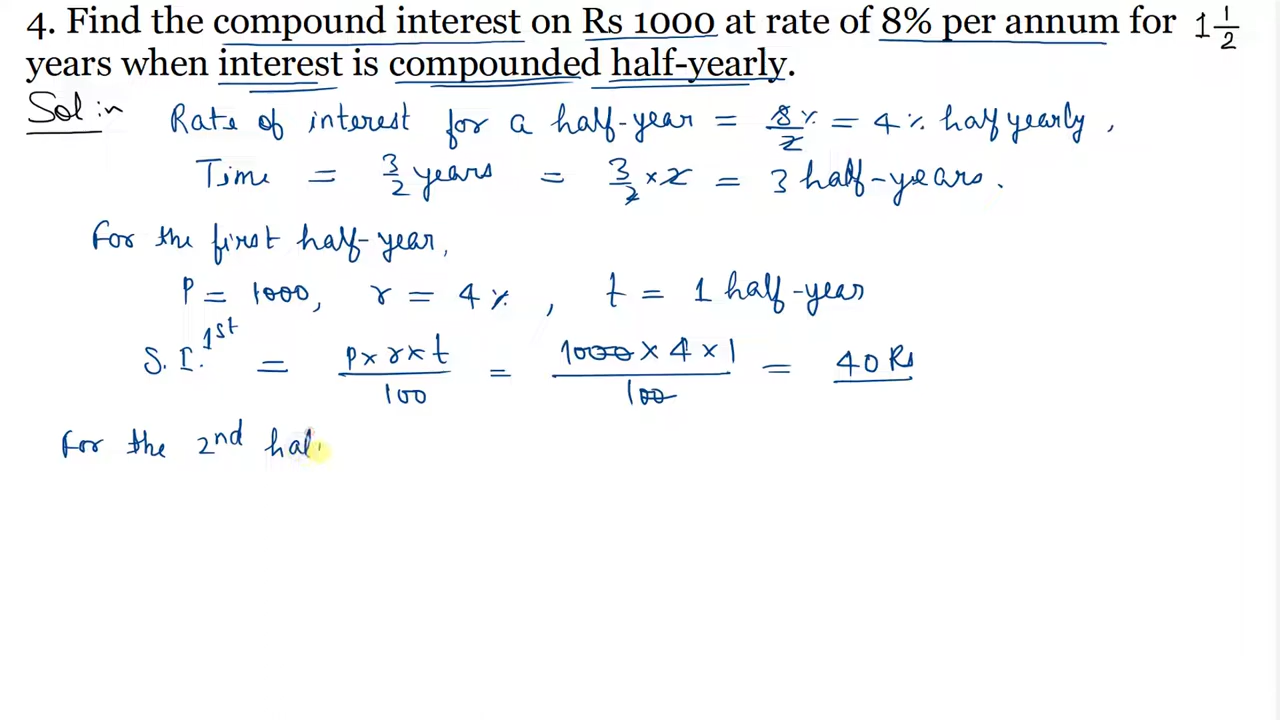 4. Find the compound interest on Rs 1000 at rate of 8% per annum for 1 1/2
years when interest is compounded half-yearly.
Sol:n Rate of interest for a half-year = 8%/2 = 4% half yearly,
Time = 3/2 years = 3/2 × 2 = 3 half-years.
For the first half-year,
P = 1000, r = 4%, t = 1 half-year
S.I. 1st = P × r × t / 100 = 1000 × 4 × 1 / 100 = 40 Rs
For the 2nd hal